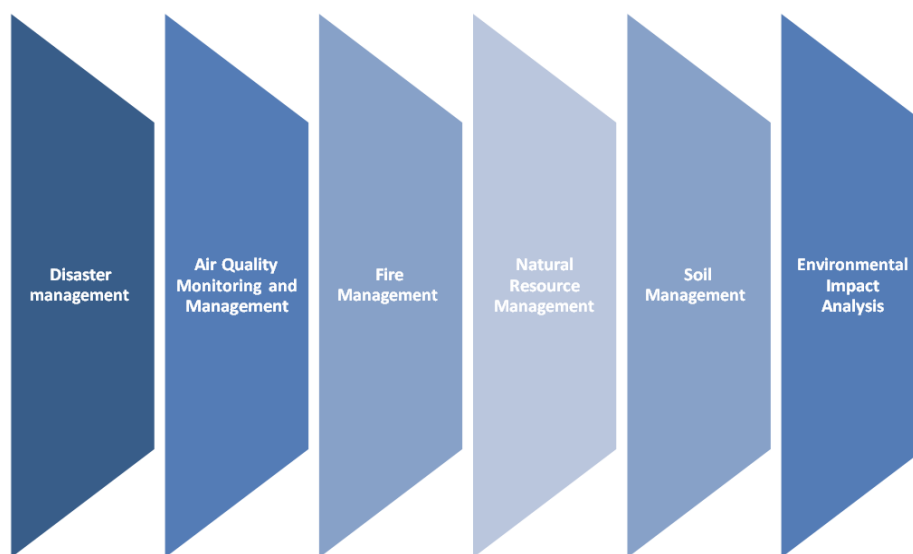 Disaster
management
Air Quality
Monitoring and
Management
Fire
Management
Natural
Resource
Management
Soil
Management
Environmental
Impact
Analysis